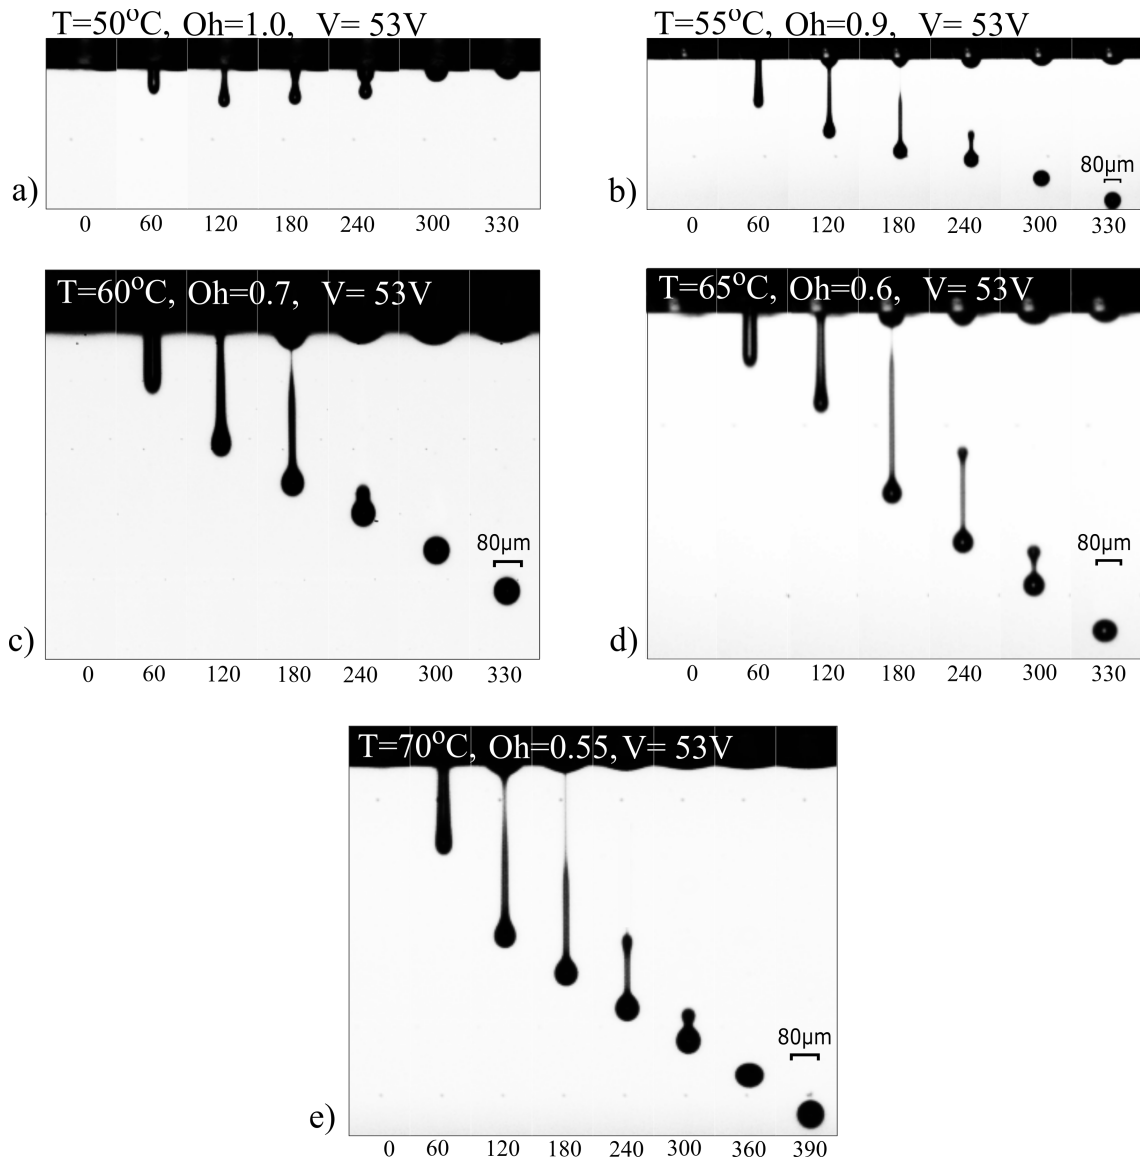 T=50°C, Oh=1.0, V= 53V
a)
0 60 120 180 240 300 330
T=55°C, Oh=0.9, V= 53V
80µm
b)
0 60 120 180 240 300 330
T=60°C, Oh=0.7, V= 53V
80µm
c)
0 60 120 180 240 300 330
T=65°C, Oh=0.6, V= 53V
80µm
d)
0 60 120 180 240 300 330
T=70°C, Oh=0.55, V= 53V
80µm
e)
0 60 120 180 240 300 360 390